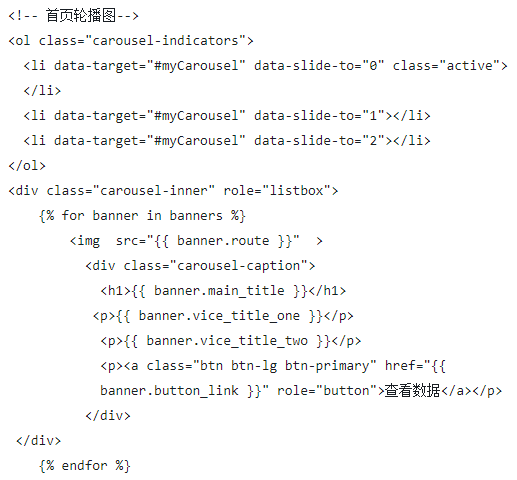 <!-- 首页轮播图-->
<ol class="carousel-indicators">
  <li data-target="#myCarousel" data-slide-to="0" class="active">
  </li>
  <li data-target="#myCarousel" data-slide-to="1"></li>
  <li data-target="#myCarousel" data-slide-to="2"></li>
</ol>
<div class="carousel-inner" role="listbox">
    {% for banner in banners %}
        <img  src="{{ banner.route }}"  >
          <div class="carousel-caption">
            <h1>{{ banner.main_title }}</h1>
           <p>{{ banner.vice_title_one }}</p>
            <p>{{ banner.vice_title_two }}</p>
            <p><a class="btn btn-lg btn-primary" href="{{
            banner.button_link }}" role="button">查看数据</a></p>
          </div>
 </div>
    {% endfor %}